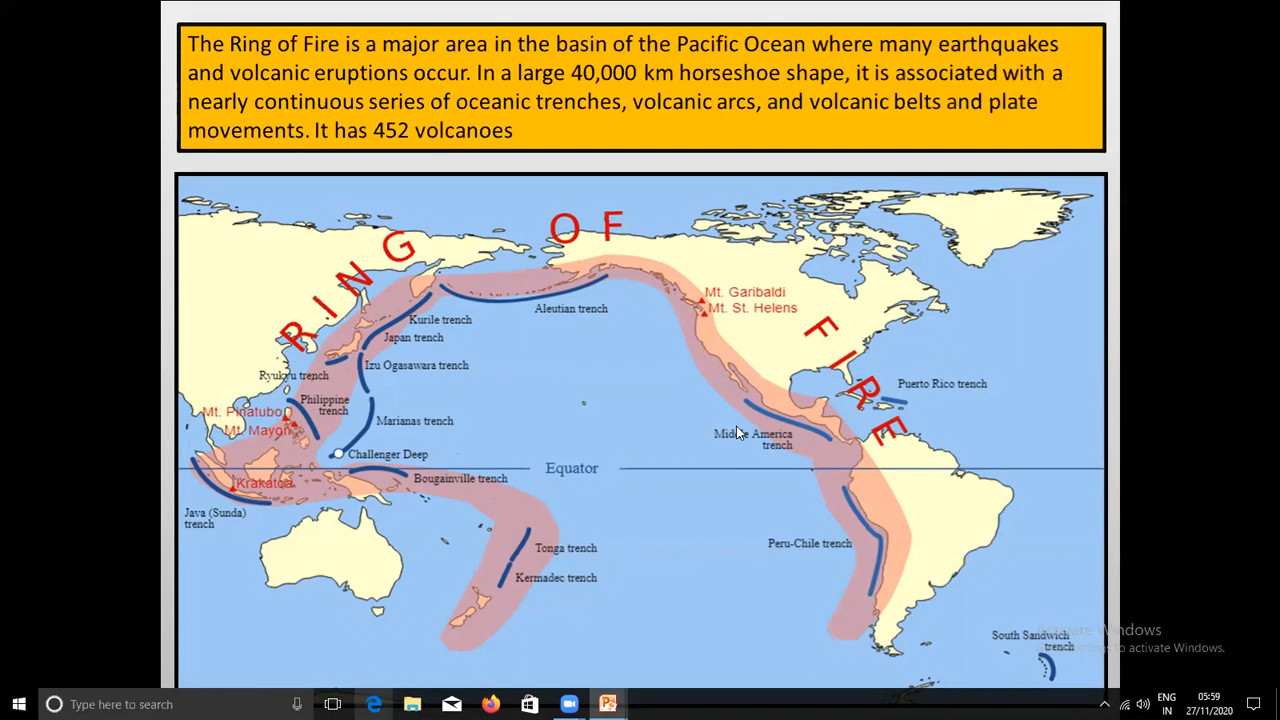 The Ring of Fire is a major area in the basin of the Pacific Ocean where many earthquakes
and volcanic eruptions occur. In a large 40,000 km horseshoe shape, it is associated with a
nearly continuous series of oceanic trenches, volcanic arcs, and volcanic belts and plate
movements. It has 452 volcanoes
RING OF FIRE
Mt. Garibaldi
Mt. St. Helens
Aleutian trench
Kurile trench
Japan trench
Izu Ogasawara trench
Ryukyu trench
Puerto Rico trench
Philippine
trench
Mt. Pinatubo
Mt. Mayon
Marianas trench
Middle America
trench
Challenger Deep
Equator
Bougainville trench
Krakatoa
Java (Sunda)
trench
Tonga trench
Peru-Chile trench
Kermadec trench
South Sandwich
trench
Activate Windows
to activate Windows.
Type here to search
ENG
IN
05:59
27/11/2020